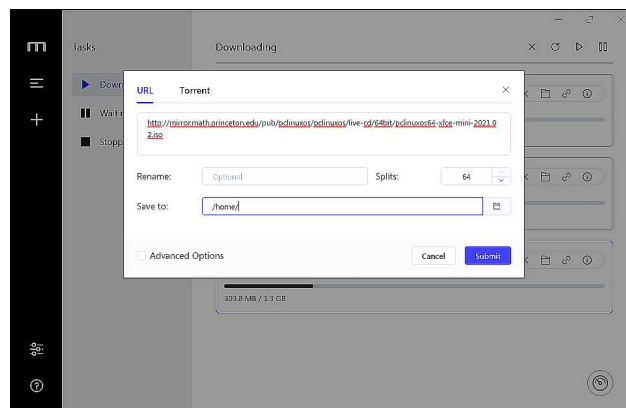 m
Tasks
Downloading
Down
Waitin
Stopp
URL Torrent
http://mirror.math.princeton.edu/pub/pclinuxos/pclinuxos/live-cd/64bit/pclinuxos64-xfce-mini-2021.0
2.iso
Rename: Optional Splits: 64
Save to: /home/
Advanced Options Cancel Submit
303.8 MB / 1.3 GB